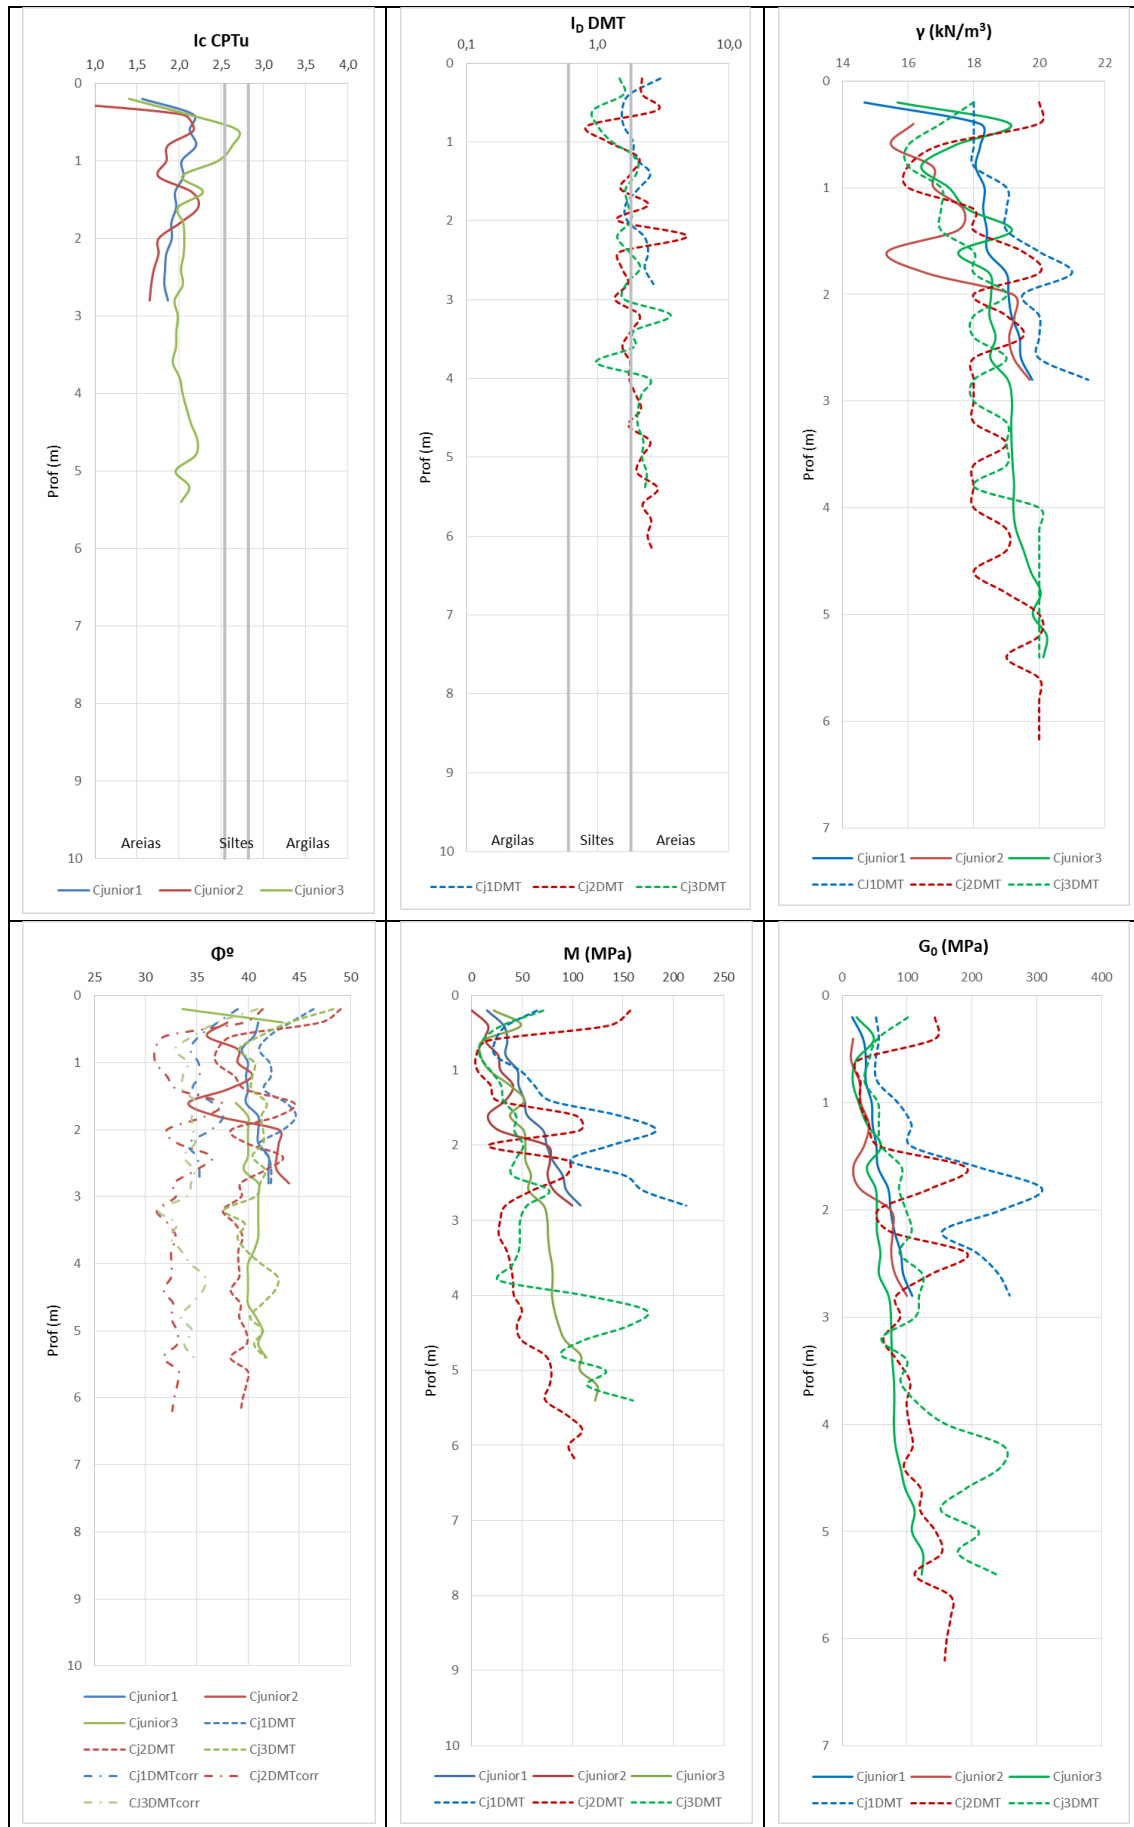 Ic CPTu
1,0 1,5 2,0 2,5 3,0 3,5 4,0
0
1
2
3
4
5
6
7
8
9
10
Prof (m)
Areias Siltes Argilas
Cjunior1 Cjunior2 Cjunior3
I_D DMT
0,1 1,0 10,0
0
1
2
3
4
5
6
7
8
9
10
Prof (m)
Argilas Siltes Areias
Cj1DMT Cj2DMT Cj3DMT
γ (kN/m³)
14 16 18 20 22
0
1
2
3
4
5
6
7
Prof (m)
Cjunior1 Cjunior2 Cjunior3
CJ1DMT Cj2DMT Cj3DMT
Φº
25 30 35 40 45 50
0
1
2
3
4
5
6
7
8
9
10
Prof (m)
Cjunior1 Cjunior2
Cjunior3 Cj1DMT
Cj2DMT Cj3DMT
Cj1DMTcorr Cj2DMTcorr
CJ3DMTcorr
M (MPa)
0 50 100 150 200 250
0
1
2
3
4
5
6
7
8
9
10
Prof (m)
Cjunior1 Cjunior2 Cjunior3
Cj1DMT Cj2DMT Cj3DMT
G₀ (MPa)
0 100 200 300 400
0
1
2
3
4
5
6
7
Prof (m)
Cjunior1 Cjunior2 Cjunior3
Cj1DMT Cj2DMT Cj3DMT